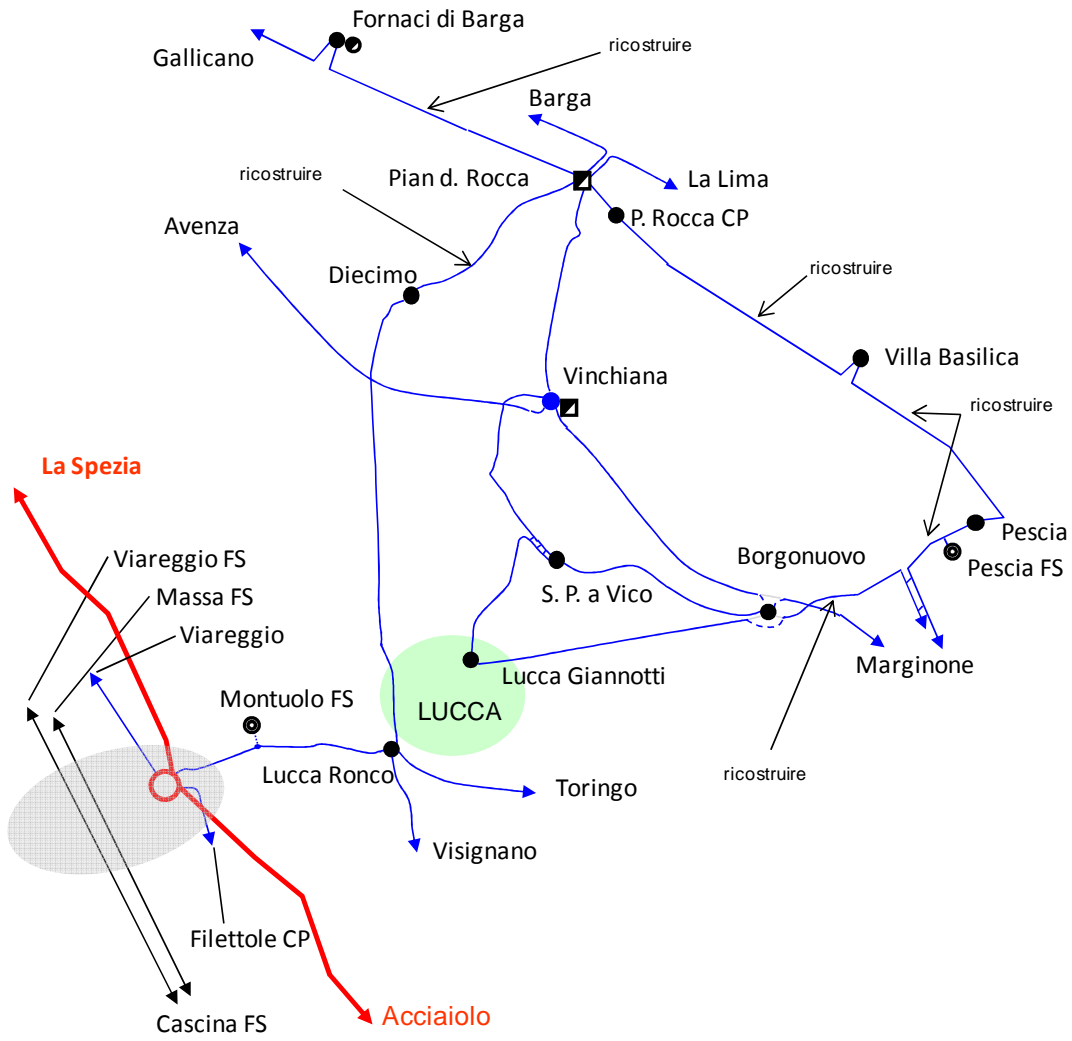 Fornaci di Barga
Gallicano
ricostruire
Barga
ricostruire
Pian d. Rocca
La Lima
P. Rocca CP
Avenza
ricostruire
Diecimo
Villa Basilica
Vinchiana
ricostruire
La Spezia
Viareggio FS
Pescia
Borgonuovo
Pescia FS
Massa FS
S. P. a Vico
Viareggio
Marginone
Lucca Giannotti
Montuolo FS
LUCCA
Lucca Ronco
ricostruire
Toringo
Visignano
Filettole CP
Acciaiolo
Cascina FS